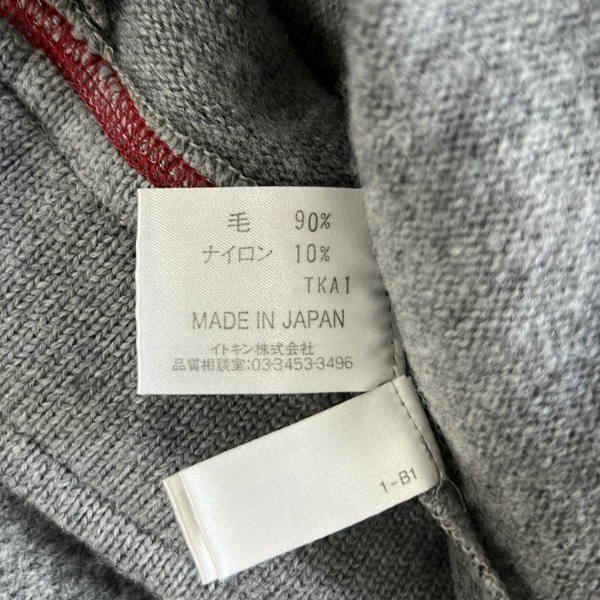 毛 90%
ナイロン 10%
TKA1
MADE IN JAPAN
イトキン株式会社
品質相談室:03-3453-3496
1-B1